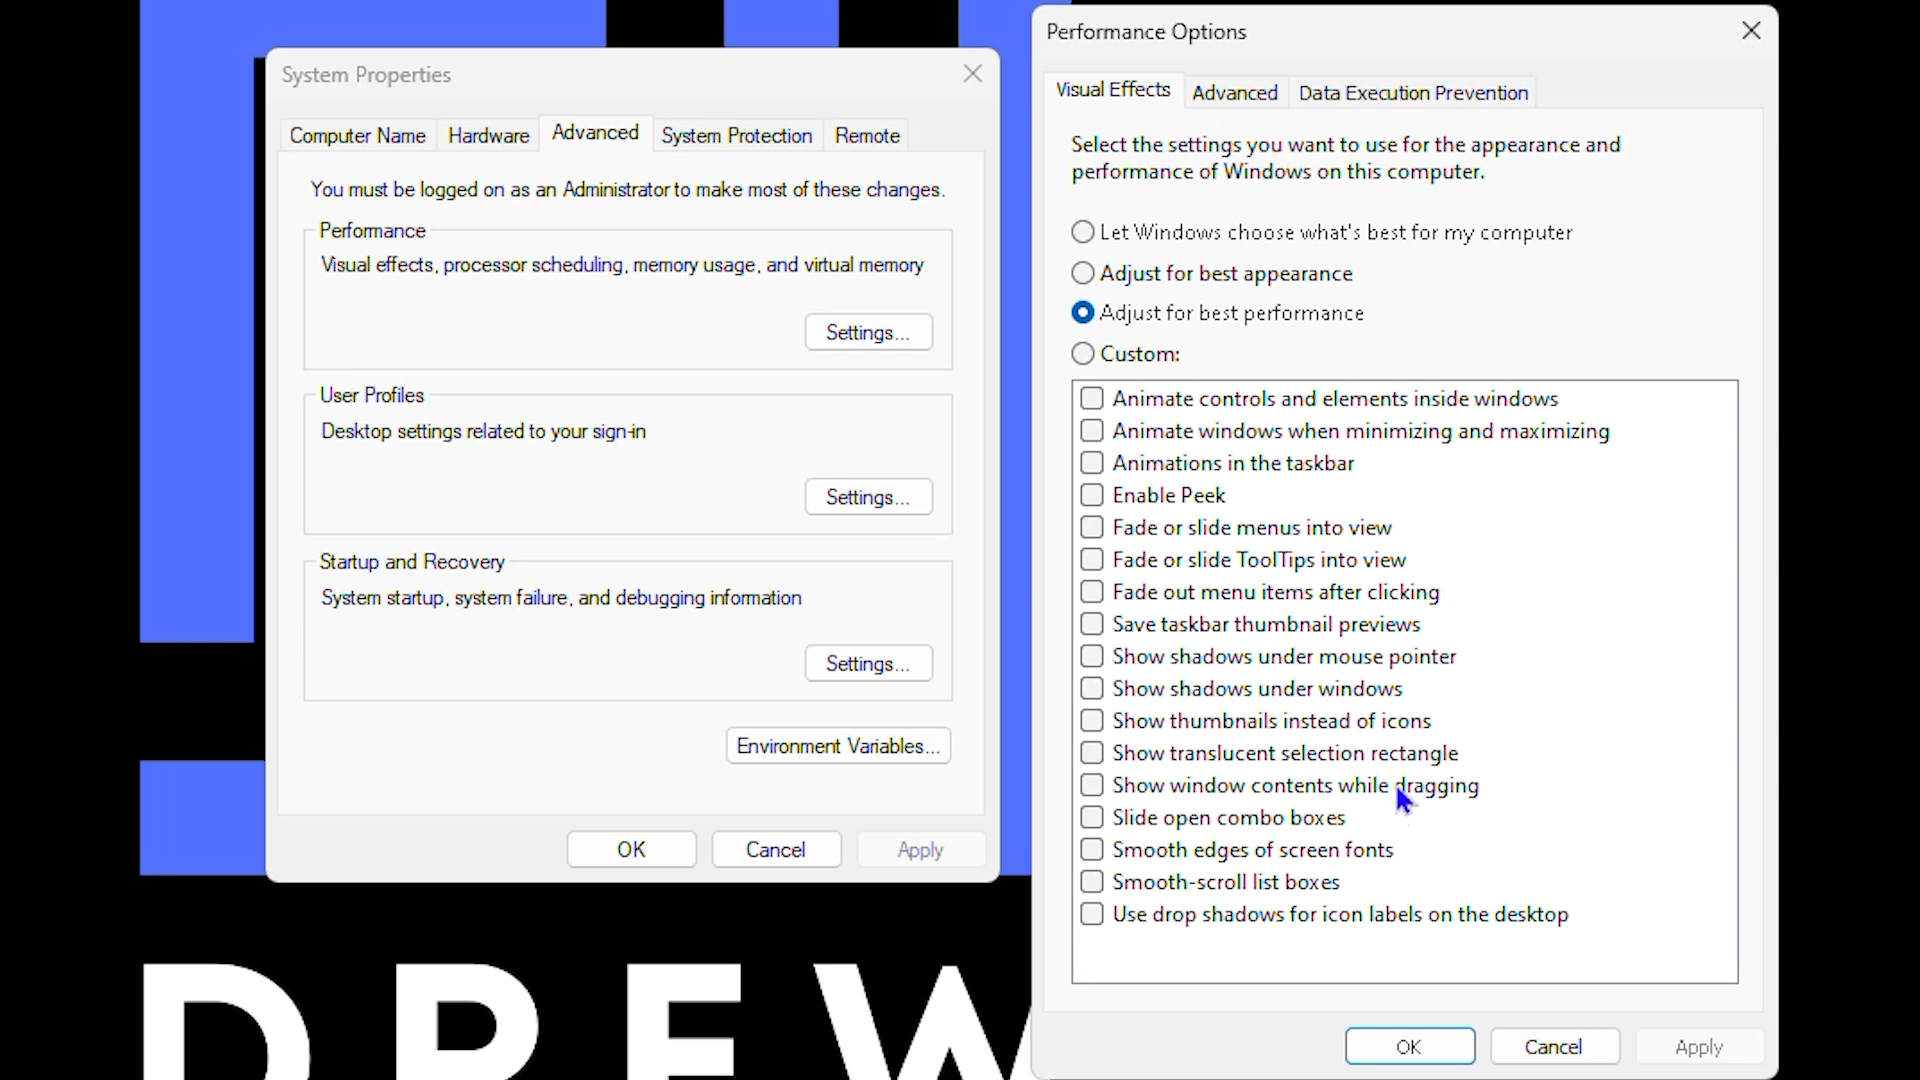 System Properties
Computer Name
Hardware
Advanced
System Protection
Remote
You must be logged on as an Administrator to make most of these changes.
Performance
Visual effects, processor scheduling, memory usage, and virtual memory
Settings...
User Profiles
Desktop settings related to your sign-in
Settings...
Startup and Recovery
System startup, system failure, and debugging information
Settings...
Environment Variables...
OK
Cancel
Apply
Performance Options
Visual Effects
Advanced
Data Execution Prevention
Select the settings you want to use for the appearance and
performance of Windows on this computer.
Let Windows choose what's best for my computer
Adjust for best appearance
Adjust for best performance
Custom:
Animate controls and elements inside windows
Animate windows when minimizing and maximizing
Animations in the taskbar
Enable Peek
Fade or slide menus into view
Fade or slide ToolTips into view
Fade out menu items after clicking
Save taskbar thumbnail previews
Show shadows under mouse pointer
Show shadows under windows
Show thumbnails instead of icons
Show translucent selection rectangle
Show window contents while dragging
Slide open combo boxes
Smooth edges of screen fonts
Smooth-scroll list boxes
Use drop shadows for icon labels on the desktop
OK
Cancel
Apply
DREW